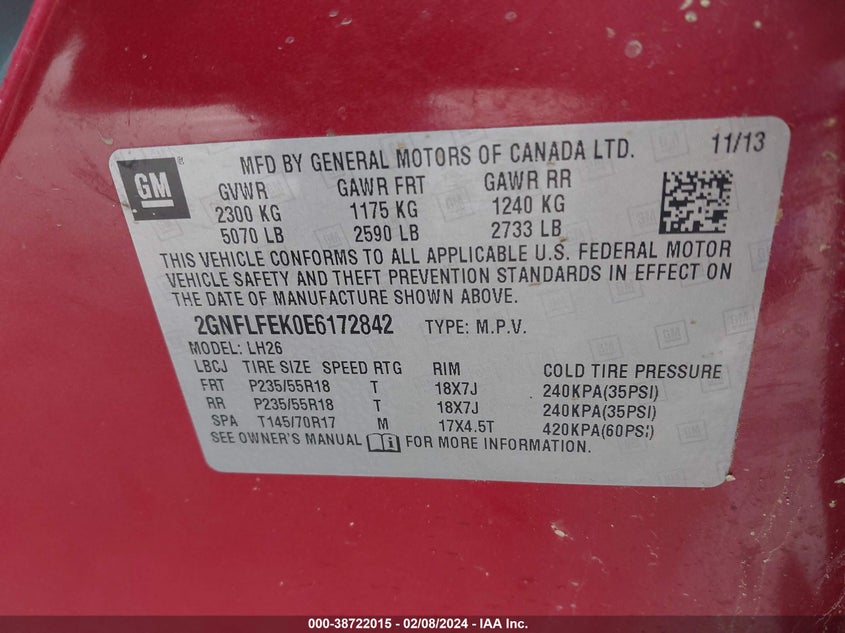 GM
MFD BY GENERAL MOTORS OF CANADA LTD. 11/13
GVWR GAWR FRT GAWR RR
2300 KG 1175 KG 1240 KG
5070 LB 2590 LB 2733 LB
THIS VEHICLE CONFORMS TO ALL APPLICABLE U.S. FEDERAL MOTOR
VEHICLE SAFETY AND THEFT PREVENTION STANDARDS IN EFFECT ON
THE DATE OF MANUFACTURE SHOWN ABOVE.
2GNFLFEK0E6172842 TYPE: M.P.V.
MODEL: LH26
LBCJ TIRE SIZE SPEED RTG RIM COLD TIRE PRESSURE
FRT P235/55R18 T 18X7J 240KPA(35PSI)
RR P235/55R18 T 18X7J 240KPA(35PSI)
SPA T145/70R17 M 17X4.5T 420KPA(60PSI)
SEE OWNER'S MANUAL FOR MORE INFORMATION.
000-38722015 - 02/08/2024 - IAA Inc.